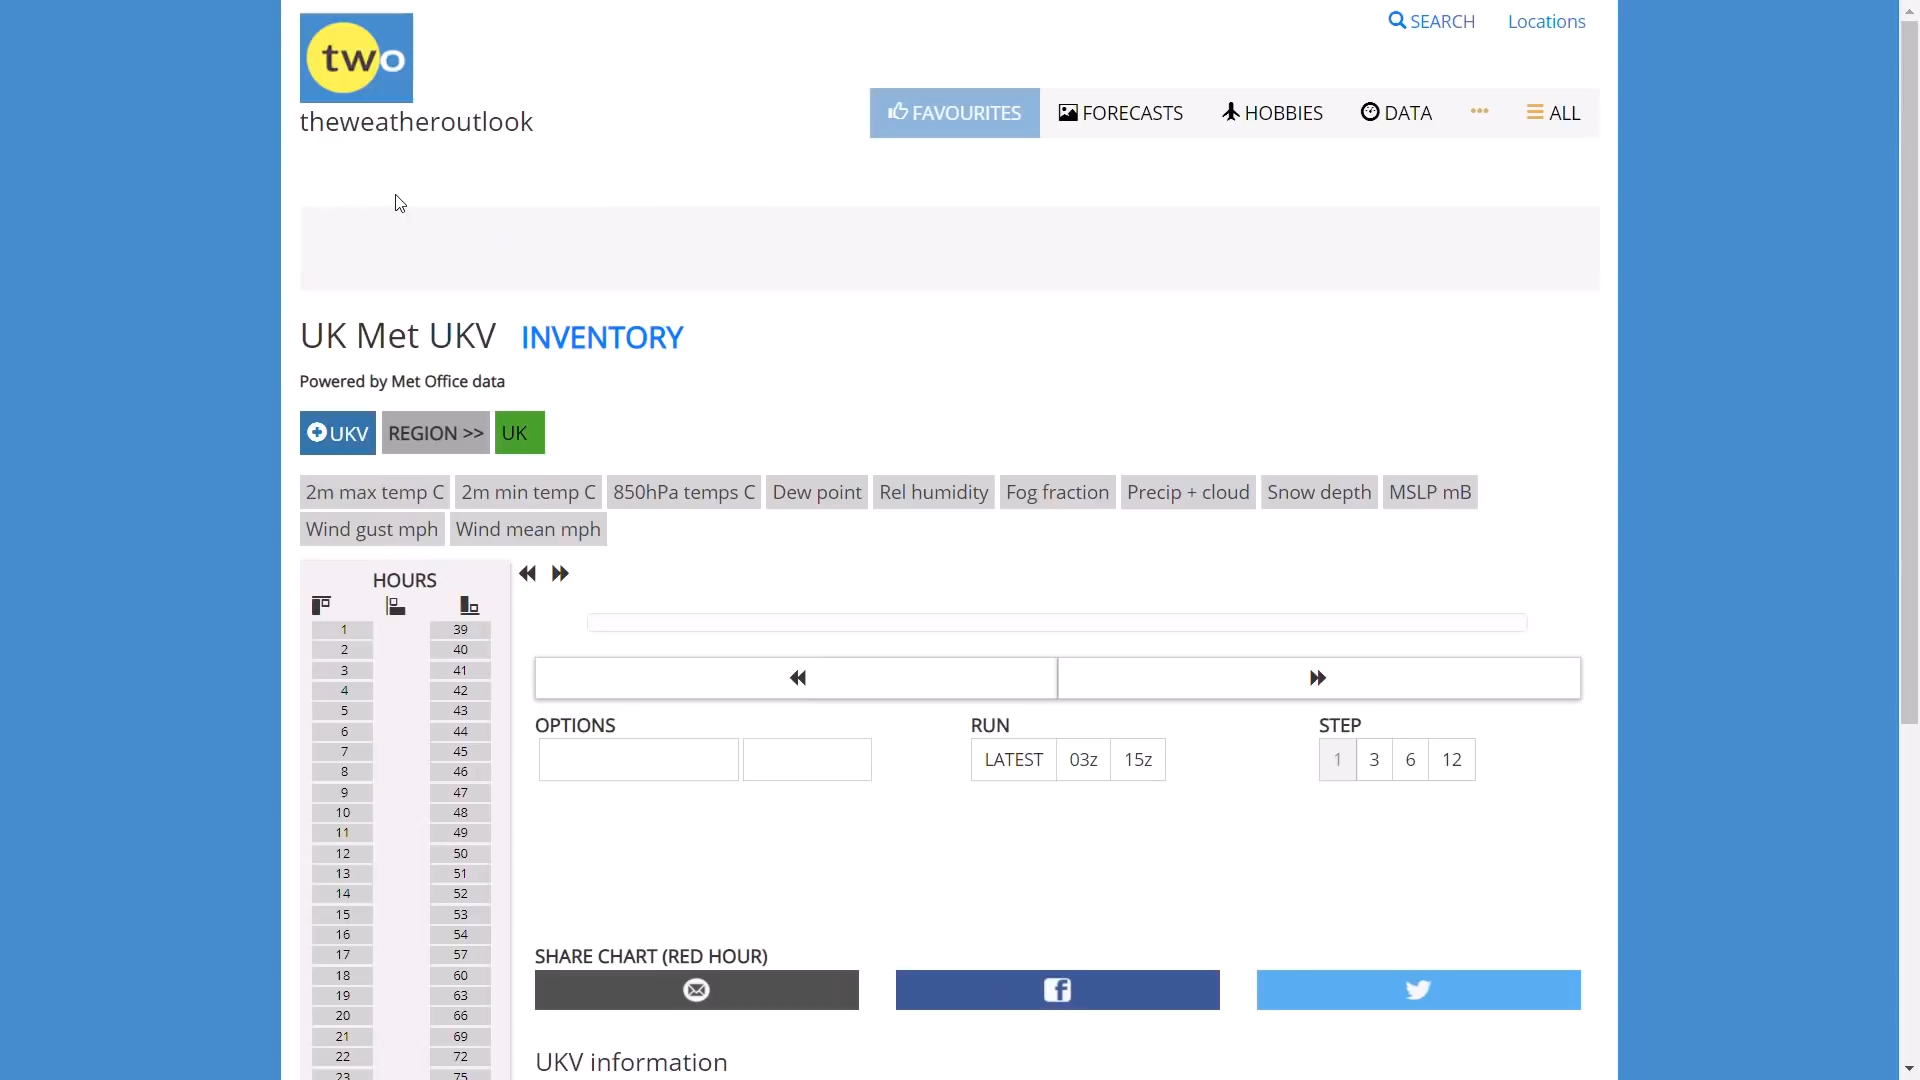 SEARCH Locations
two
theweatheroutlook
FAVOURITES FORECASTS HOBBIES DATA ALL
UK Met UKV INVENTORY
Powered by Met Office data
UKV REGION >> UK
2m max temp C 2m min temp C 850hPa temps C Dew point Rel humidity Fog fraction Precip + cloud Snow depth MSLP mB
Wind gust mph Wind mean mph
HOURS
1 39
2 40
3 41
4 42
5 43
6 44
7 45
8 46
9 47
10 48
11 49
12 50
13 51
14 52
15 53
16 54
17 57
18 60
19 63
20 66
21 69
22 72
23 75
OPTIONS RUN STEP
LATEST 03z 15z 1 3 6 12
SHARE CHART (RED HOUR)
UKV information